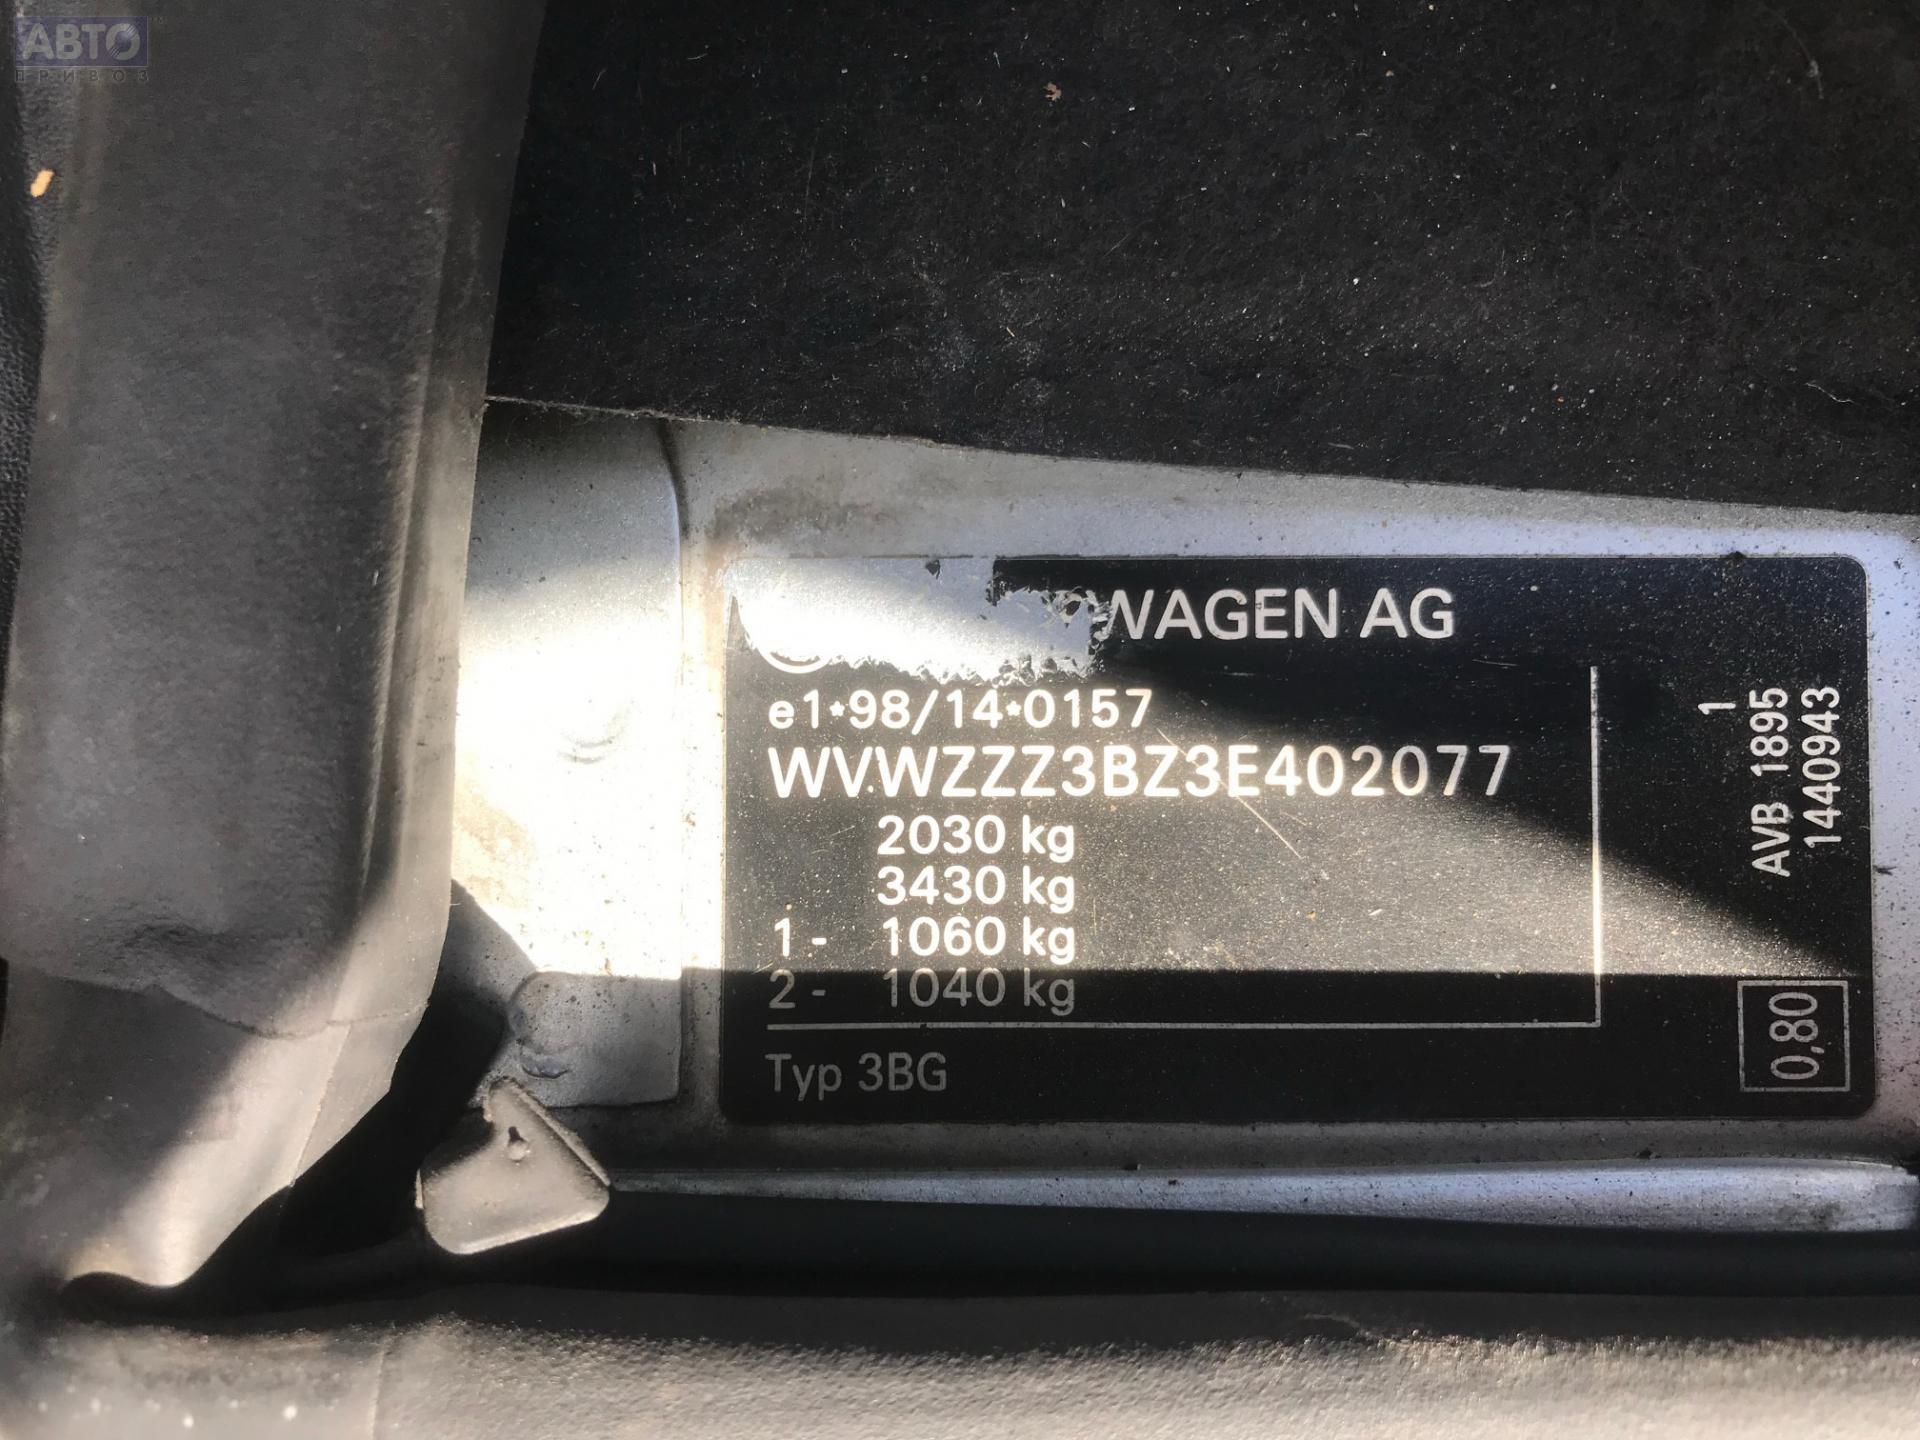 АВТО
ПРИВОЗ
WAGEN AG
e1*98/14*0157
WVWZZZ3BZ3E402077
2030 kg
3430 kg
1- 1060 kg
2- 1040 kg
Typ 3BG
1
AVB 1895
1440943
0,80